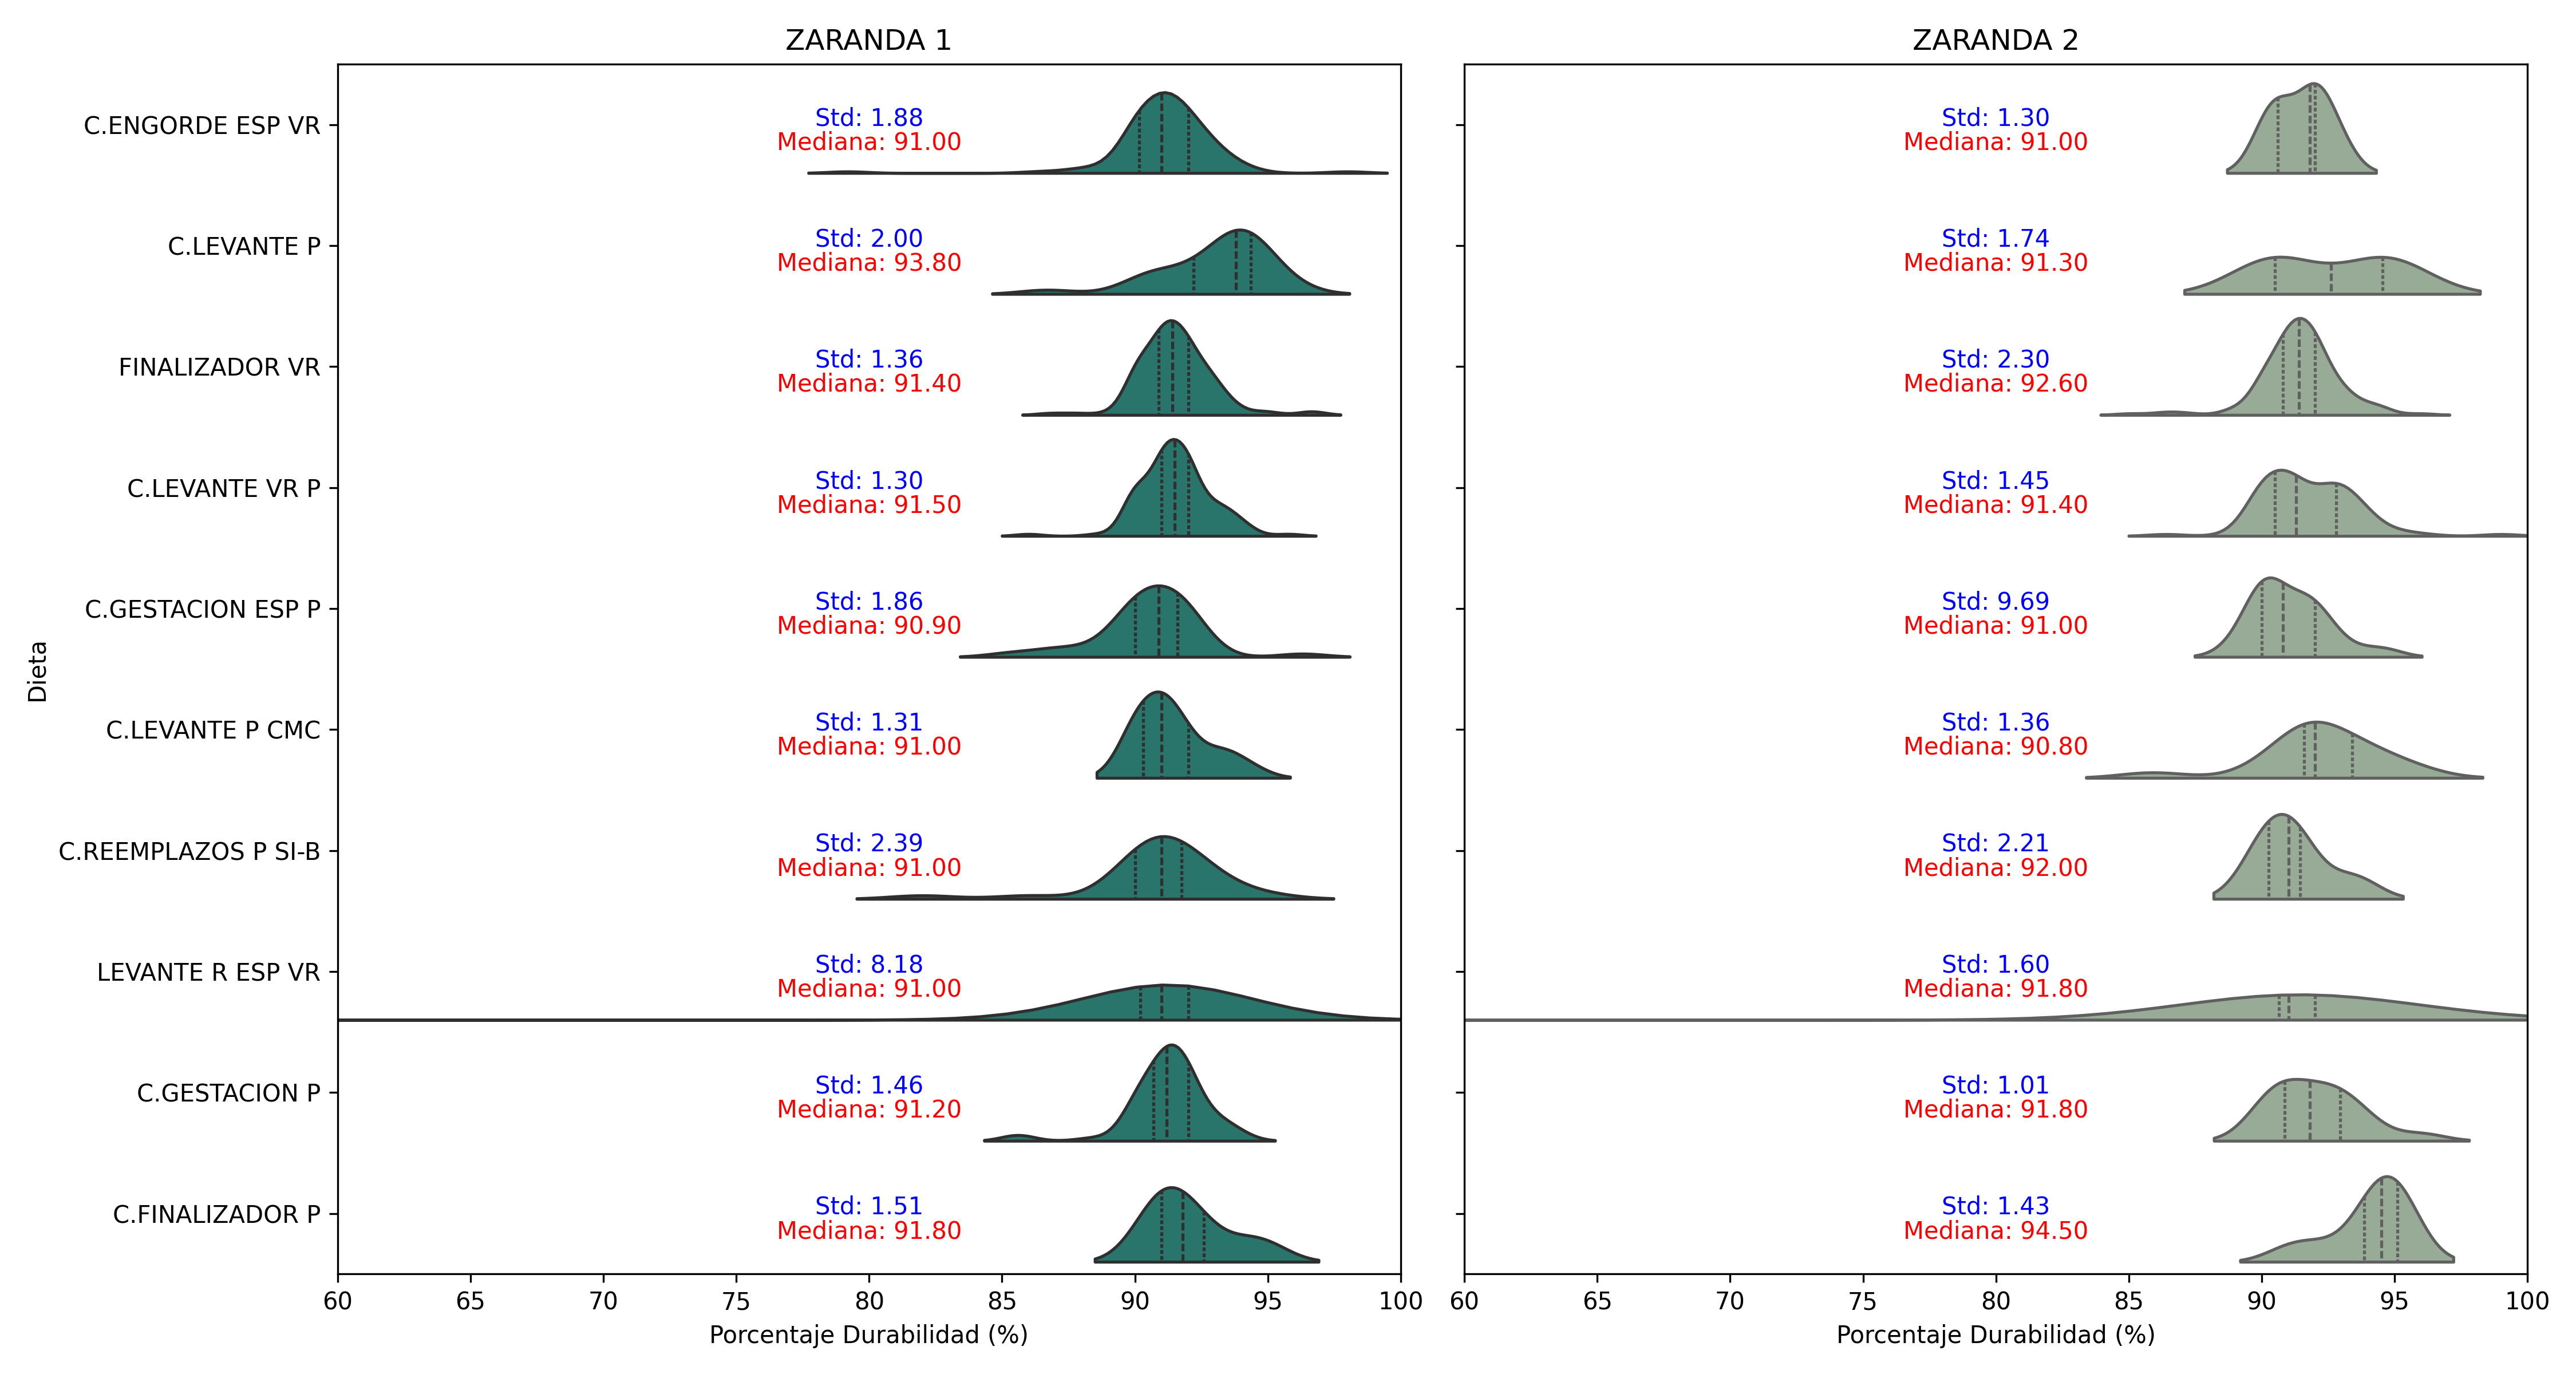 ZARANDA 1
ZARANDA 2
Dieta
C.ENGORDE ESP VR
Std: 1.88
Mediana: 91.00
Std: 1.30
Mediana: 91.00
C.LEVANTE P
Std: 2.00
Mediana: 93.80
Std: 1.74
Mediana: 91.30
FINALIZADOR VR
Std: 1.36
Mediana: 91.40
Std: 2.30
Mediana: 92.60
C.LEVANTE VR P
Std: 1.30
Mediana: 91.50
Std: 1.45
Mediana: 91.40
C.GESTACION ESP P
Std: 1.86
Mediana: 90.90
Std: 9.69
Mediana: 91.00
C.LEVANTE P CMC
Std: 1.31
Mediana: 91.00
Std: 1.36
Mediana: 90.80
C.REEMPLAZOS P SI-B
Std: 2.39
Mediana: 91.00
Std: 2.21
Mediana: 92.00
LEVANTE R ESP VR
Std: 8.18
Mediana: 91.00
Std: 1.60
Mediana: 91.80
C.GESTACION P
Std: 1.46
Mediana: 91.20
Std: 1.01
Mediana: 91.80
C.FINALIZADOR P
Std: 1.51
Mediana: 91.80
Std: 1.43
Mediana: 94.50
60 65 70 75 80 85 90 95 100
60 65 70 75 80 85 90 95 100
Porcentaje Durabilidad (%)
Porcentaje Durabilidad (%)